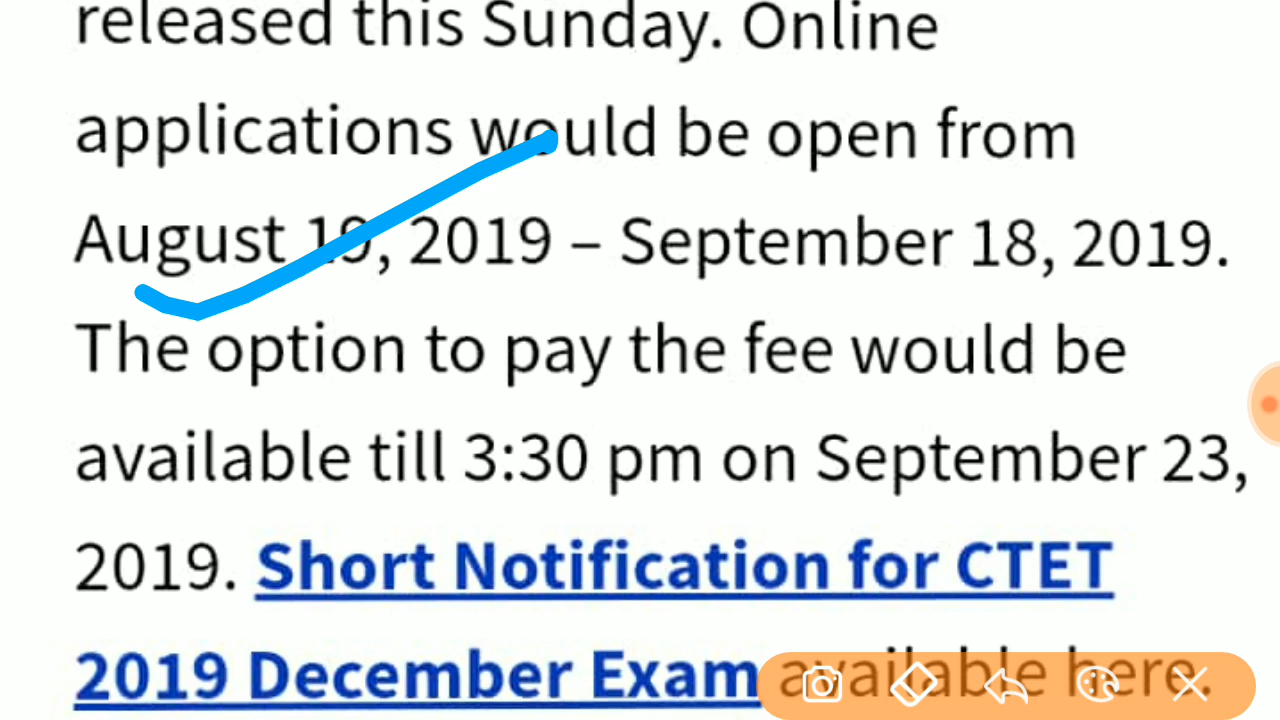 released this Sunday. Online
applications would be open from
August 19, 2019 – September 18, 2019.
The option to pay the fee would be
available till 3:30 pm on September 23,
2019. Short Notification for CTET
2019 December Exam available here.